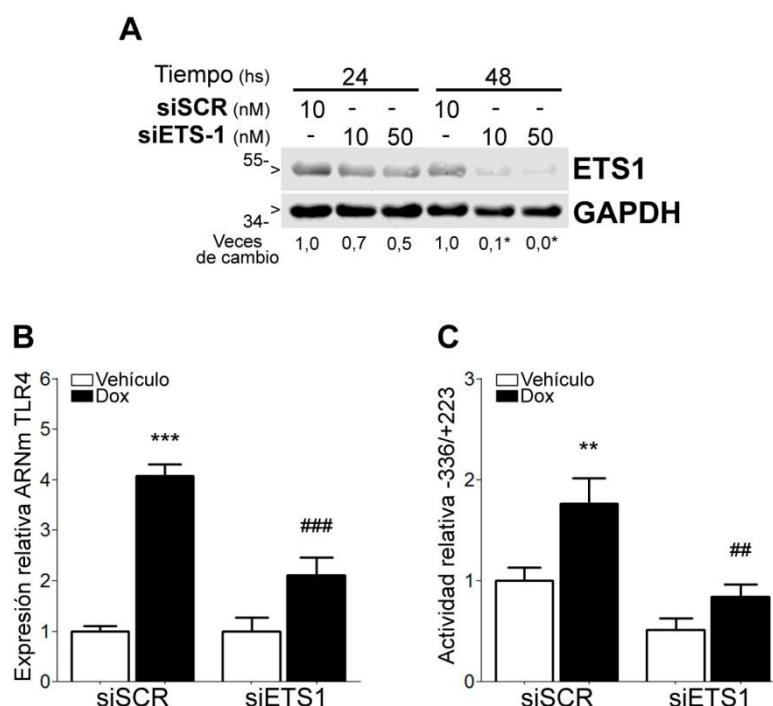 A
Tiempo (hs) 24 48
siSCR (nM) 10 - - 10 - -
siETS-1 (nM) - 10 50 - 10 50
55-
> ETS1
> GAPDH
34-
Veces de cambio 1,0 0,7 0,5 1,0 0,1* 0,0*
B
Vehículo
Dox
Expresión relativa ARNm TLR4
6
5
4
3
2
1
0
***
###
siSCR siETS1
C
Vehículo
Dox
Actividad relativa -336/+223
3
2
1
0
**
##
siSCR siETS1